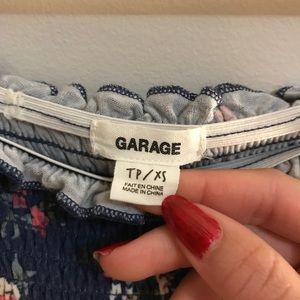 GARAGE
TP/XS
FAIT EN CHINE
MADE IN CHINA